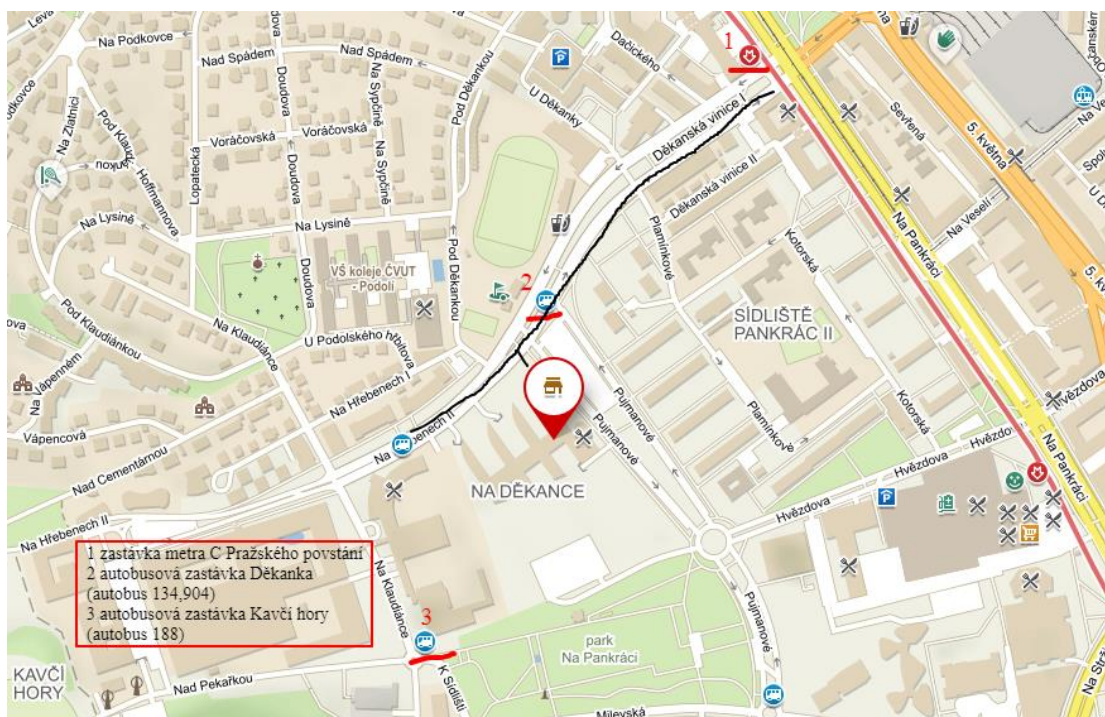 Na Podkovce
Nad Spádem
Nad Spádem
Doudova
Na Sypčině
Pod Děkankou
Dačického
U Děkanky
1
Podkovce
Na Zlatnici
Pod Klaud.
Hoffmannova
Lopatecká
Voráčovská
Voráčovská
Doudova
Na Sypčině
Děkanská vinice I
Děkanská vinice II
Sevřená
5. května
Na Veselí
Na Pankráci
5. května
Na Lysině
Na Lysině
Pod Děkankou
VŠ koleje ČVUT
- Podolí
Doudova
2
Plamínkové
Kotorská
SÍDLIŠTĚ
PANKRÁC II
Pod Klaudiánkou
Na Klaudiánce
U Podolského hřbitova
Na Hřebenech I
Na Vápenném
Vápencová
Nad Cementárnou
NA DĚKANCE
Pujmanové
Pujmanové
Plamínkové
Kotorská
Hvězdova
Hvězdova
Hvězdova
Na Pankráci
Na Hřebenech II
Hvězdova
1 zastávka metra C Pražského povstání
2 autobusová zastávka Děkanka
(autobus 134,904)
3 autobusová zastávka Kavčí hory
(autobus 188)
Na Klaudiánce
3
Pujmanové
park
Na Pankráci
KAVČÍ
HORY
Nad Pekařkou
K Sídlišti
Milevská